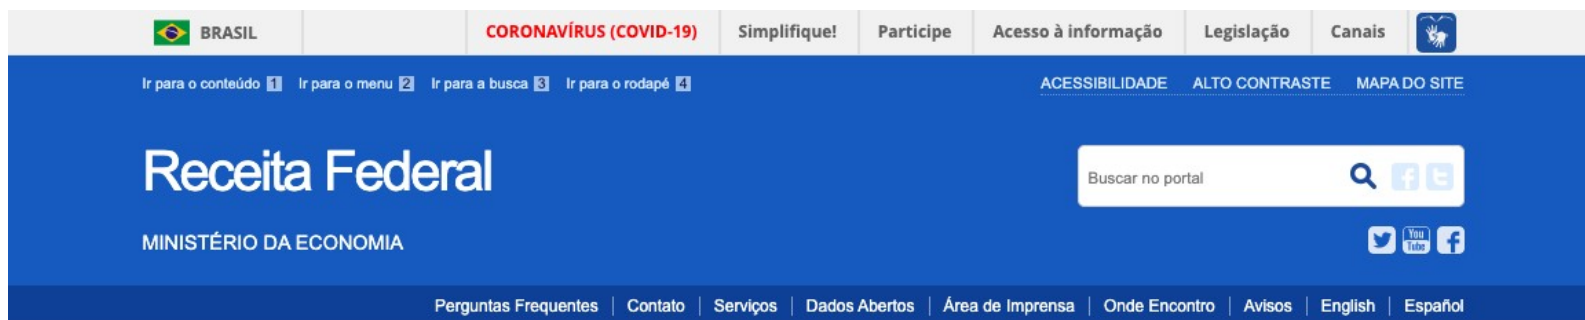 BRASIL CORONAVÍRUS (COVID-19) Simplifique! Participe Acesso à informação Legislação Canais
Ir para o conteúdo 1 Ir para o menu 2 Ir para a busca 3 Ir para o rodapé 4 ACESSIBILIDADE ALTO CONTRASTE MAPA DO SITE
Receita Federal
Buscar no portal
MINISTÉRIO DA ECONOMIA
You Tube
Perguntas Frequentes | Contato | Serviços | Dados Abertos | Área de Imprensa | Onde Encontro | Avisos | English | Español